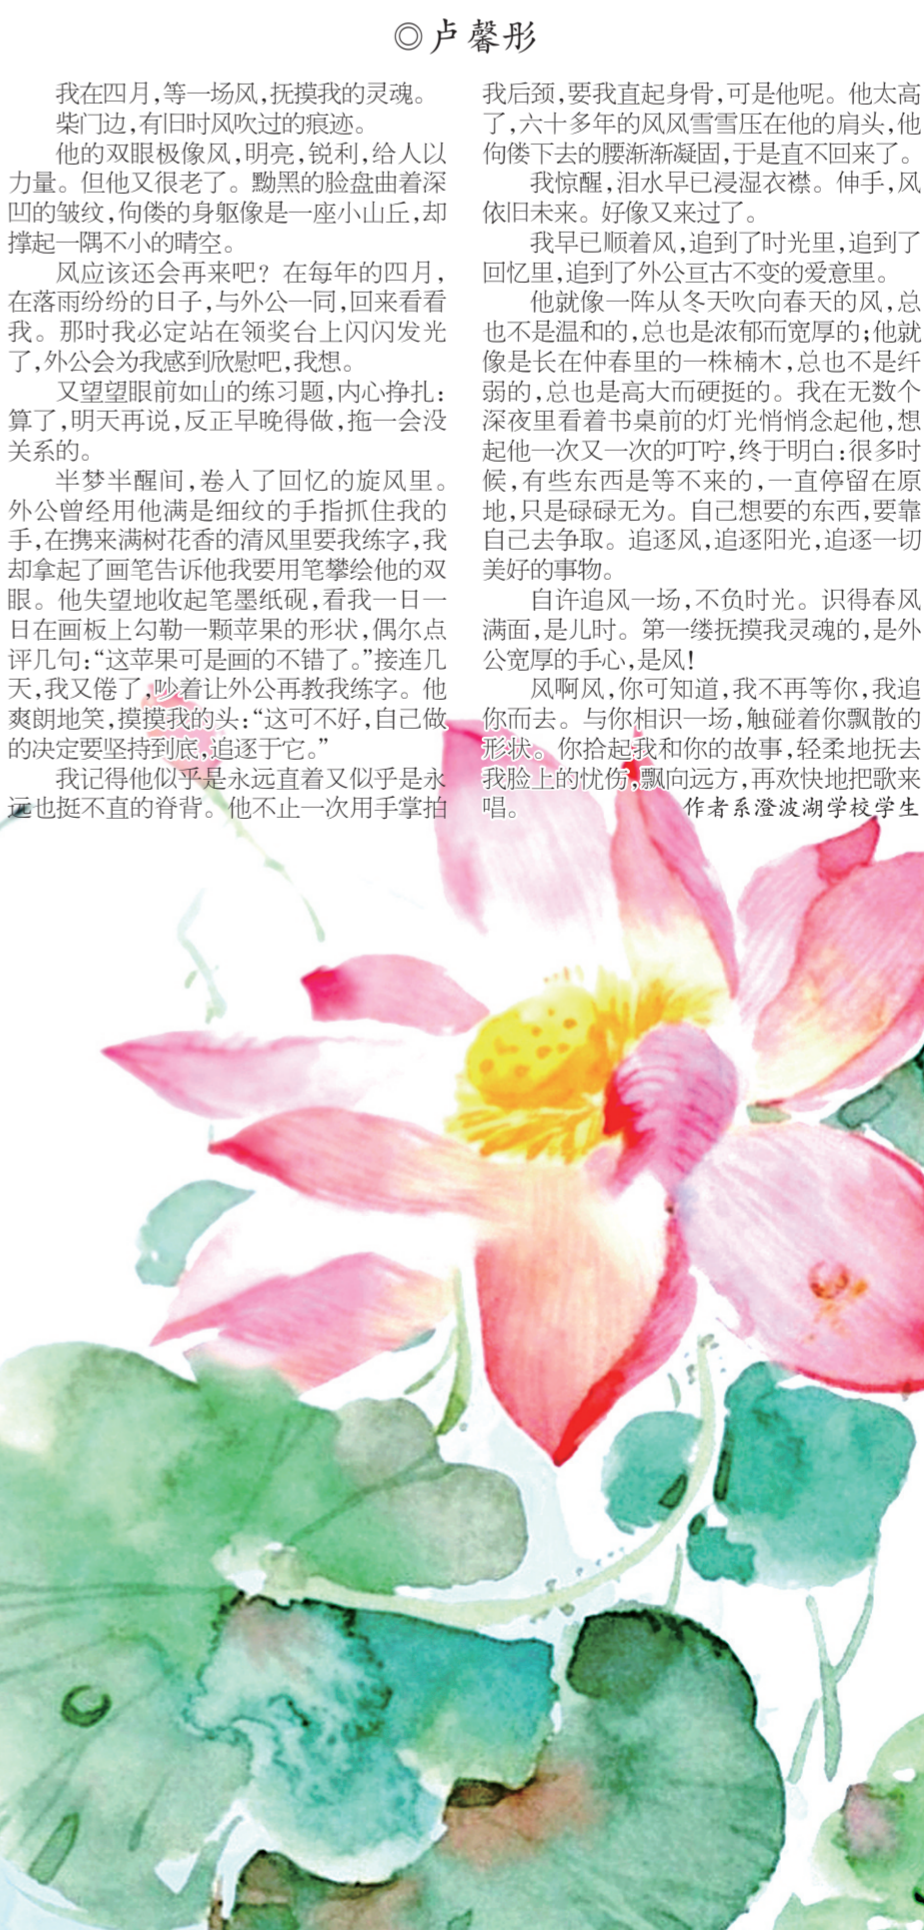 ◎卢馨彤
我在四月,等一场风,抚摸我的灵魂。
柴门边,有旧时风吹过的痕迹。
他的双眼极像风,明亮,锐利,给人以
力量。但他又很老了。黝黑的脸盘曲着深
凹的皱纹,佝偻的身躯像是一座小山丘,却
撑起一隅不小的晴空。
风应该还会再来吧?在每年的四月,
在落雨纷纷的日子,与外公一同,回来看看
我。那时我必定站在领奖台上闪闪发光
了,外公会为我感到欣慰吧,我想。
又望望眼前如山的练习题,内心挣扎:
算了,明天再说,反正早晚得做,拖一会没
关系的。
半梦半醒间,卷入了回忆的旋风里。
外公曾经用他满是细纹的手指抓住我的
手,在携来满树花香的清风里要我练字,我
却拿起了画笔告诉他我要用笔攀绘他的双
眼。他失望地收起笔墨纸砚,看我一日一
日在画板上勾勒一颗苹果的形状,偶尔点
评几句:“这苹果可是画的不错了。”接连几
天,我又倦了,吵着让外公再教我练字。他
爽朗地笑,摸摸我的头:“这可不好,自己做
的决定要坚持到底,追逐于它。”
我记得他似乎是永远直着又似乎是永
远也挺不直的脊背。他不止一次用手掌拍
我后颈,要我直起身骨,可是他呢。他太高
了,六十多年的风风雪雪压在他的肩头,他
佝偻下去的腰渐渐凝固,于是直不回来了。
我惊醒,泪水早已浸湿衣襟。伸手,风
依旧未来。好像又来过了。
我早已顺着风,追到了时光里,追到了
回忆里,追到了外公亘古不变的爱意里。
他就像一阵从冬天吹向春天的风,总
也不是温和的,总也是浓郁而宽厚的;他就
像是长在仲春里的一株楠木,总也不是纤
弱的,总也是高大而硬挺的。我在无数个
深夜里看着书桌前的灯光悄悄念起他,想
起他一次又一次的叮咛,终于明白:很多时
候,有些东西是等不来的,一直停留在原
地,只是碌碌无为。自己想要的东西,要靠
自己去争取。追逐风,追逐阳光,追逐一切
美好的事物。
自许追风一场,不负时光。识得春风
满面,是儿时。第一缕抚摸我灵魂的,是外
公宽厚的手心,是风!
风啊风,你可知道,我不再等你,我追
你而去。与你相识一场,触碰着你飘散的
形状。你拾起我和你的故事,轻柔地抚去
我脸上的忧伤,飘向远方,再欢快地把歌来
唱。 作者系澄波湖学校学生